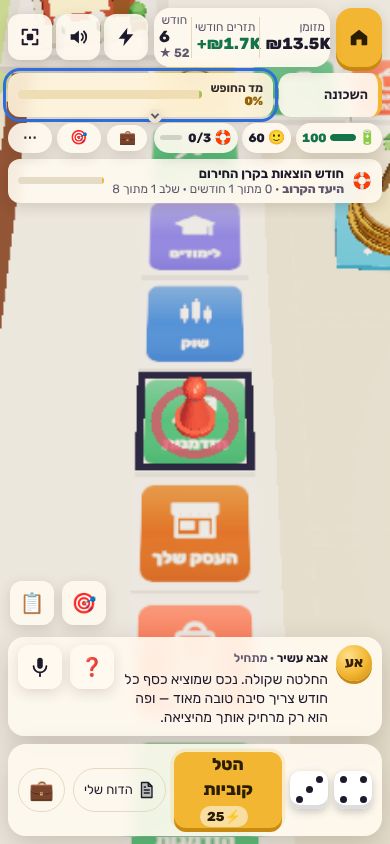 חודש
6
★ 52
תזרים חודשי
+₪1.7K
מזומן
₪13.5K
השכונה
מד החופש
0%
100
60
0/3
...
חודש הוצאות בקרן החירום
היעד הקרוב · 0 מתוך 1 חודשים · שלב 1 מתוך 8
לימודים
שוק
העסק שלך
אבא עשיר · מתחיל
אע
החלטה שקולה. נכס שמוציא כסף כל
חודש צריך סיבה טובה מאוד — ופה
הוא רק מרחיק אותך מהיציאה.
הטל
קוביות
25⚡
הדוח שלי